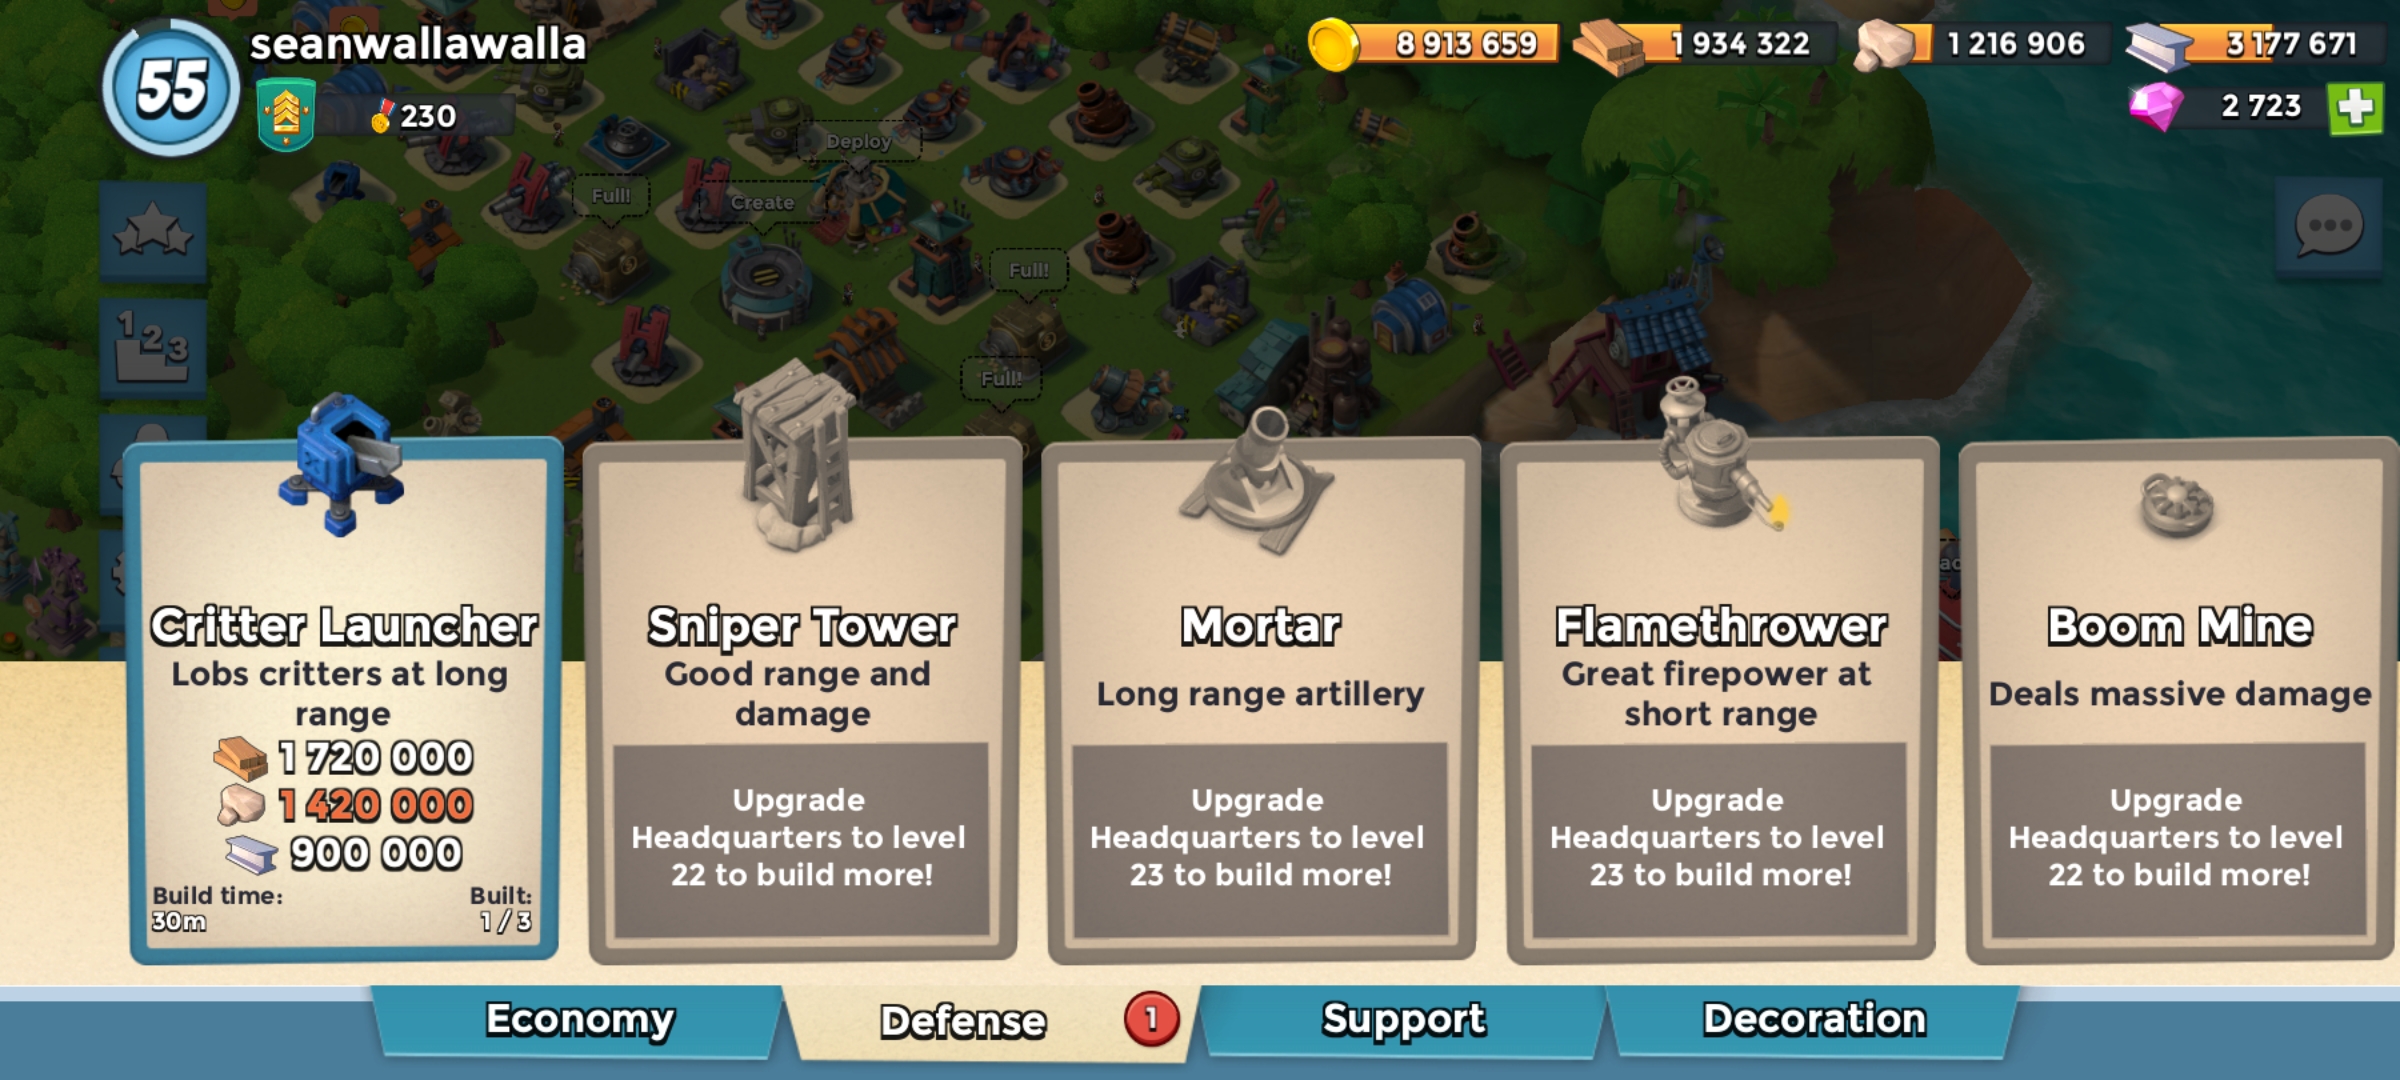 55
seanwallawalla
230
8 913 659
1 934 322
1 216 906
3 177 671
2 723
Deploy
Full!
Create
Full!
Full!
1 2 3
Critter Launcher
Lobs critters at long
range
1 720 000
1 420 000
900 000
Build time:
30m
Built:
1 / 3
Sniper Tower
Good range and
damage
Upgrade
Headquarters to level
22 to build more!
Mortar
Long range artillery
Upgrade
Headquarters to level
23 to build more!
Flamethrower
Great firepower at
short range
Upgrade
Headquarters to level
23 to build more!
Boom Mine
Deals massive damage
Upgrade
Headquarters to level
22 to build more!
Economy
Defense
1
Support
Decoration